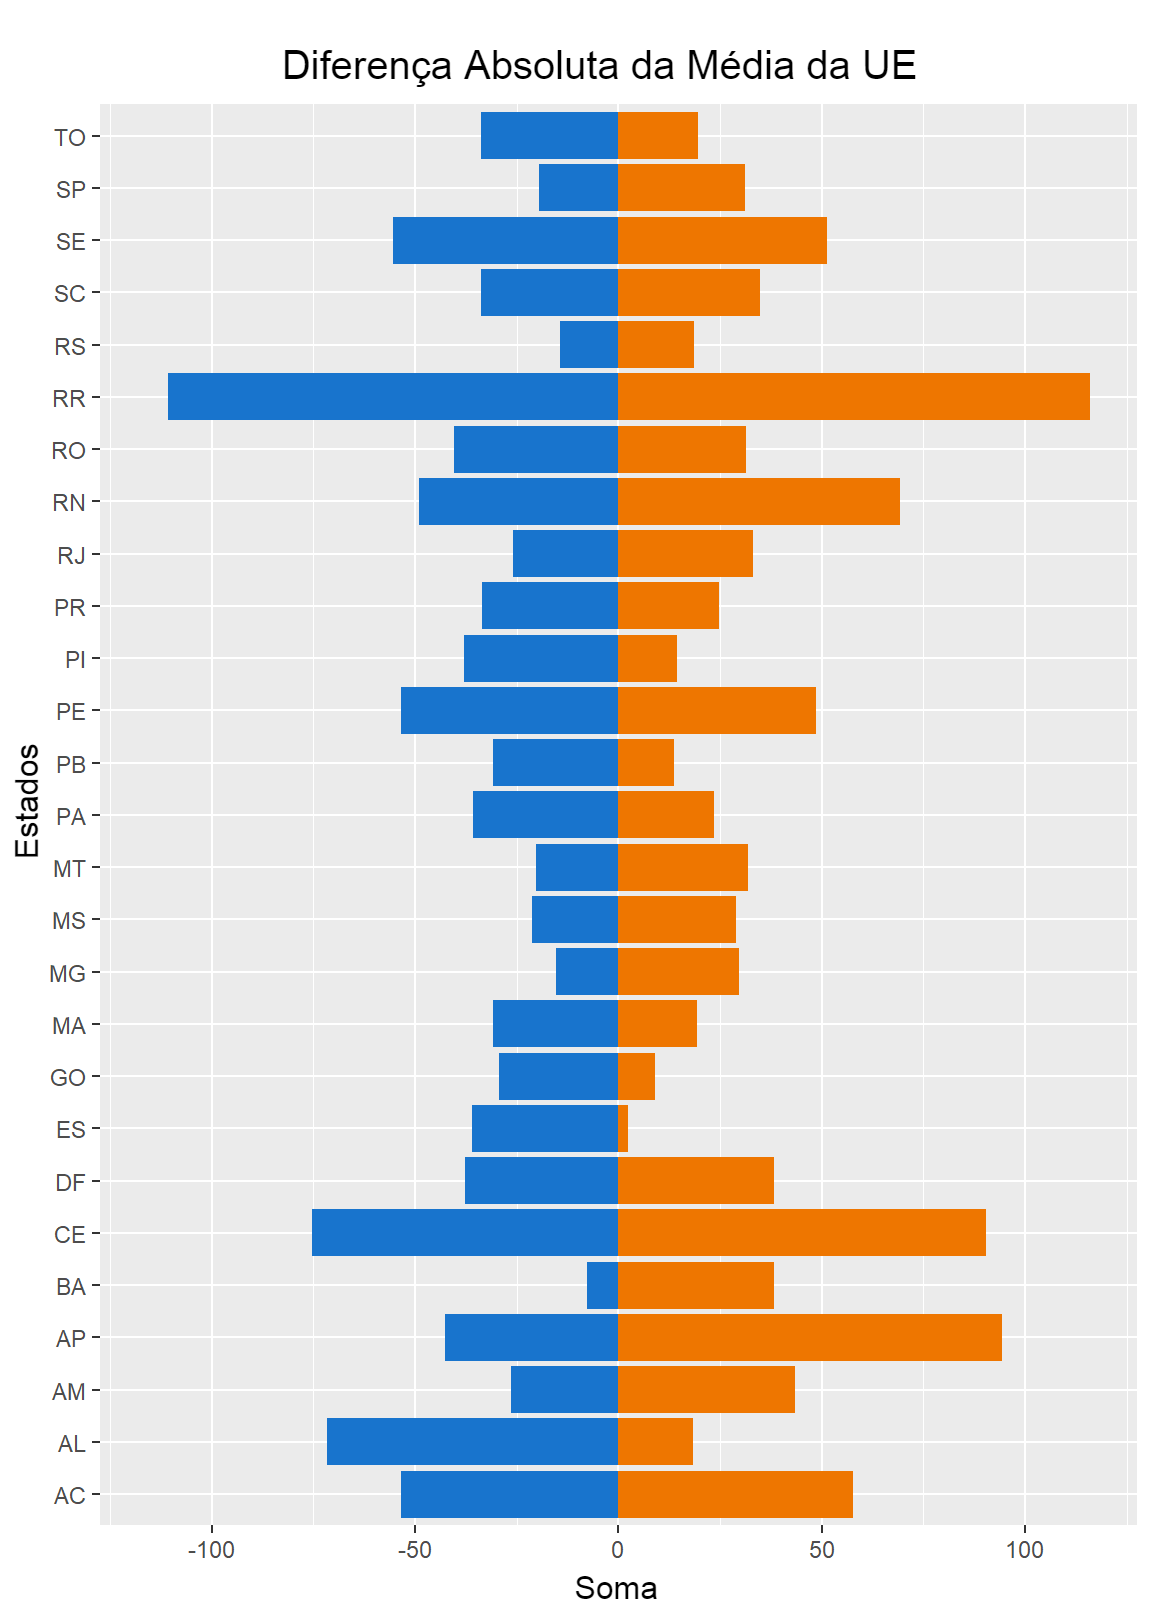 Diferença Absoluta da Média da UE
TO
SP
SE
SC
RS
RR
RO
RN
RJ
PR
PI
PE
PB
PA
MT
MS
MG
MA
GO
ES
DF
CE
BA
AP
AM
AL
AC
Estados
-100 -50 0 50 100
Soma